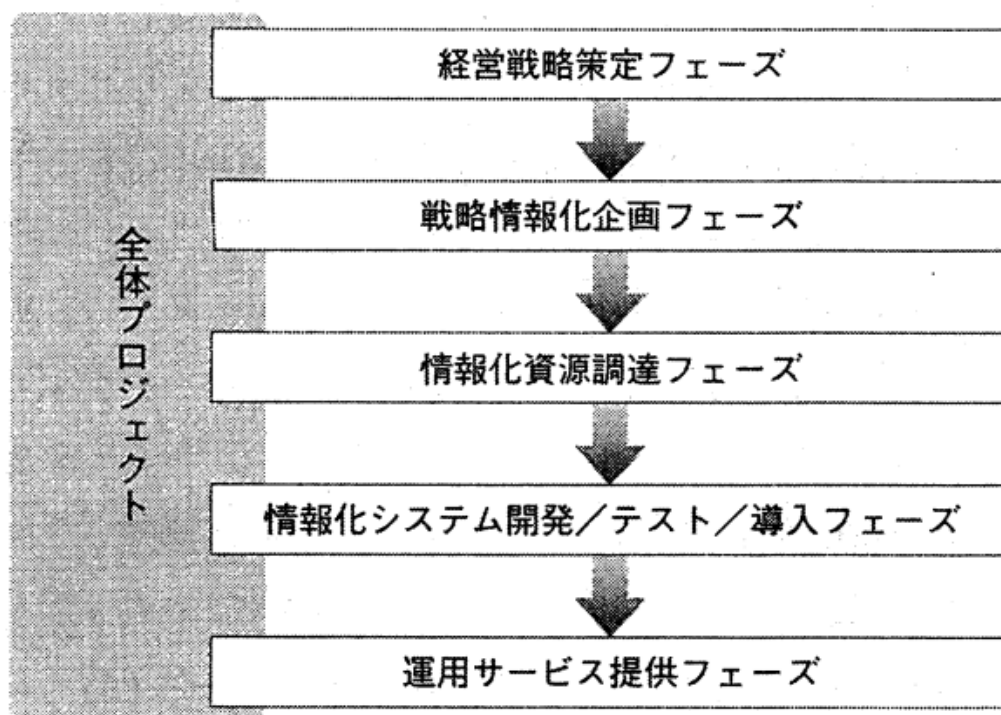 経営戦略策定フェーズ
戦略情報化企画フェーズ
全体プロジェクト
情報化資源調達フェーズ
情報化システム開発／テスト／導入フェーズ
運用サービス提供フェーズ